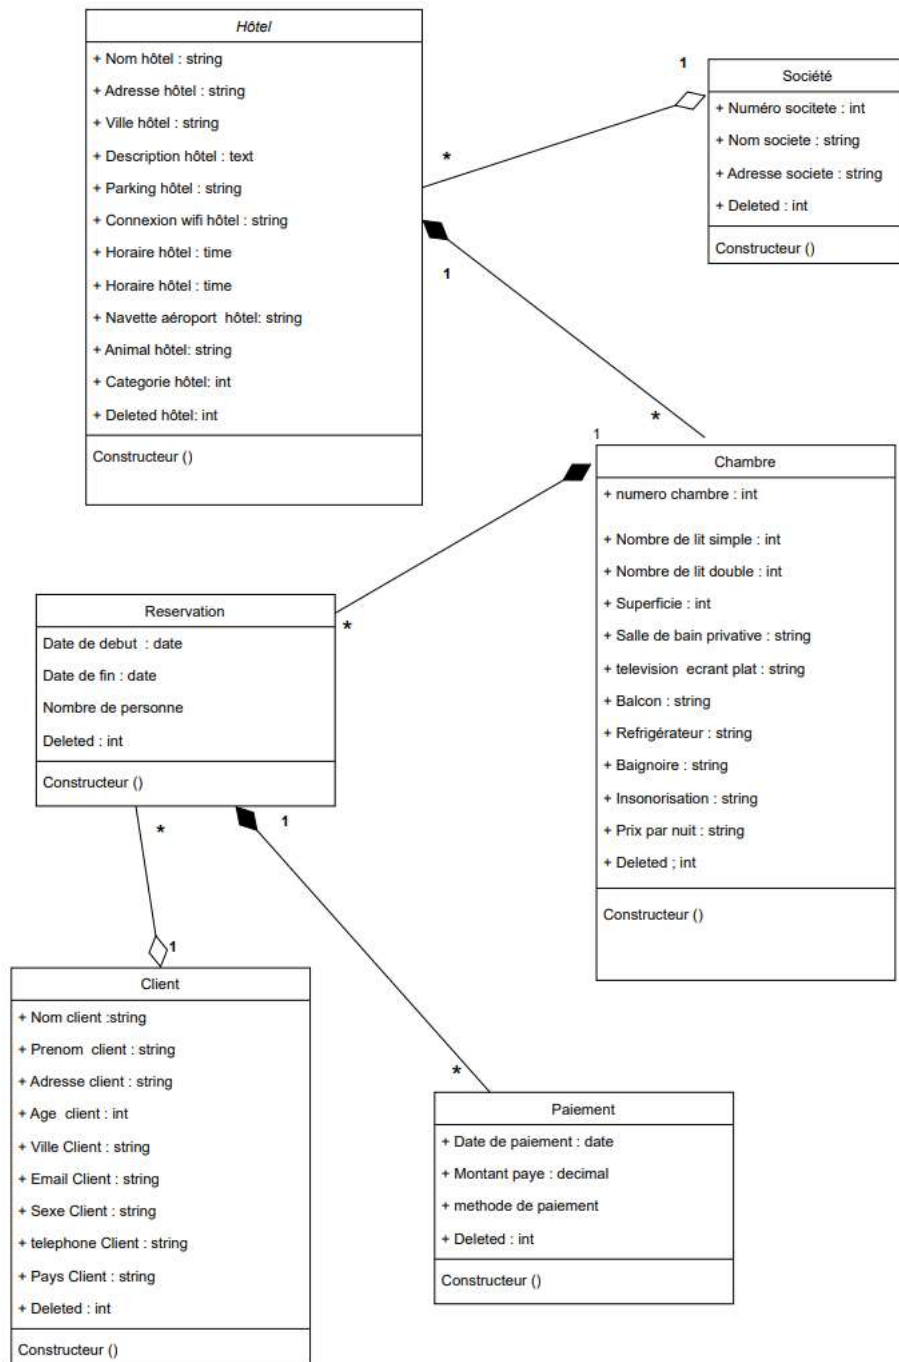 Hôtel
+ Nom hôtel : string
+ Adresse hôtel : string
+ Ville hôtel : string
+ Description hôtel : text
+ Parking hôtel : string
+ Connexion wifi hôtel : string
+ Horaire hôtel : time
+ Horaire hôtel : time
+ Navette aéroport hôtel: string
+ Animal hôtel: string
+ Categorie hôtel: int
+ Deleted hôtel: int
Constructeur ()
1
*
Société
+ Numéro socitete : int
+ Nom societe : string
+ Adresse societe : string
+ Deleted : int
Constructeur ()
1
*
1
Chambre
+ numero chambre : int
+ Nombre de lit simple : int
+ Nombre de lit double : int
+ Superficie : int
+ Salle de bain privative : string
+ television ecrant plat : string
+ Balcon : string
+ Refrigérateur : string
+ Baignoire : string
+ Insonorisation : string
+ Prix par nuit : string
+ Deleted ; int
Constructeur ()
*
Reservation
Date de debut : date
Date de fin : date
Nombre de personne
Deleted : int
Constructeur ()
*
1
1
*
Client
+ Nom client :string
+ Prenom client : string
+ Adresse client : string
+ Age client : int
+ Ville Client : string
+ Email Client : string
+ Sexe Client : string
+ telephone Client : string
+ Pays Client : string
+ Deleted : int
Constructeur ()
Paiement
+ Date de paiement : date
+ Montant paye : decimal
+ methode de paiement
+ Deleted : int
Constructeur ()